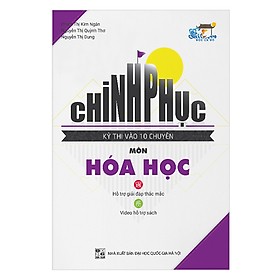 Thị Kim Ngân
Nguyễn Thị Quỳnh Thơ
Nguyễn Thị Dung
CHINH PHỤC
KỲ THI VÀO 10 CHUYÊN
MÔN
HÓA HỌC
Hỗ trợ giải đáp thắc mắc
Video hỗ trợ sách
NHÀ XUẤT BẢN ĐẠI HỌC QUỐC GIA HÀ NỘI